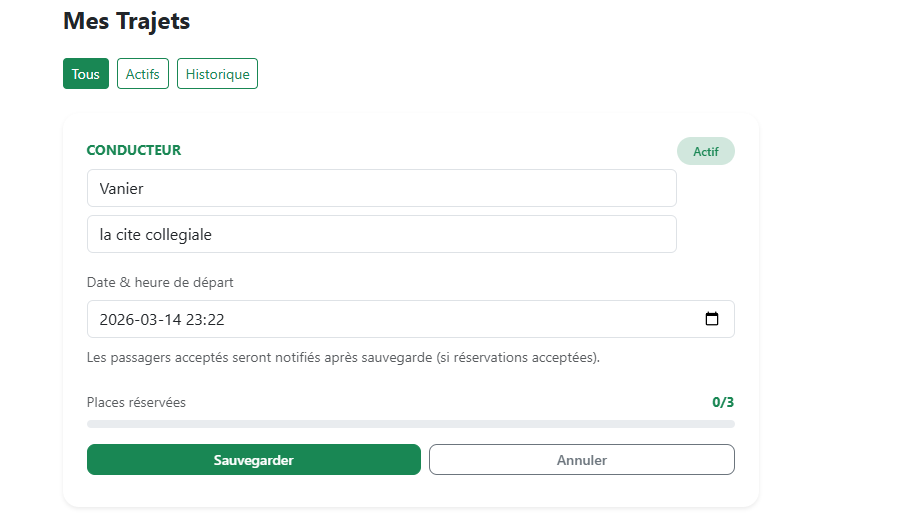 Mes Trajets
Tous Actifs Historique
CONDUCTEUR Actif
Vanier
la cite collegiale
Date & heure de départ
2026-03-14 23:22
Les passagers acceptés seront notifiés après sauvegarde (si réservations acceptées).
Places réservées 0/3
Sauvegarder Annuler